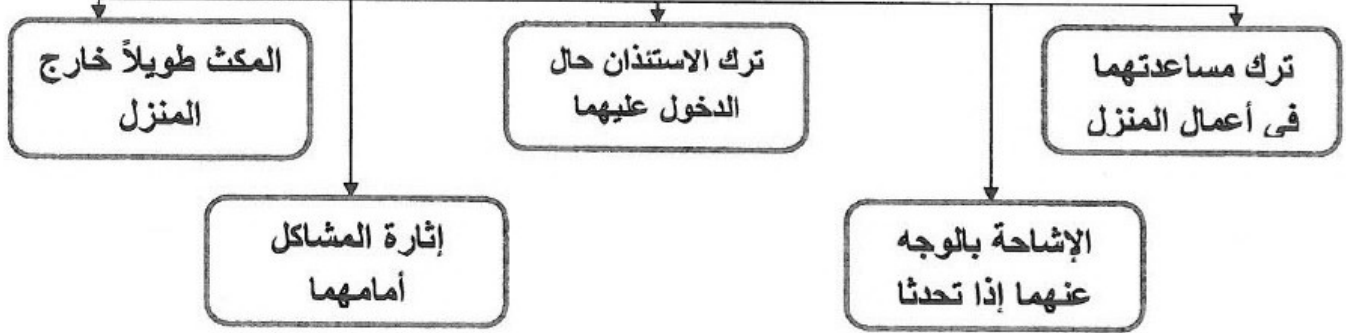 ترك مساعدتهما
فى أعمال المنزل
ترك الاستئذان حال
الدخول عليهما
المكث طويلاً خارج
المنزل
الإشاحة بالوجه
عنهما إذا تحدثا
إثارة المشاكل
أمامهما